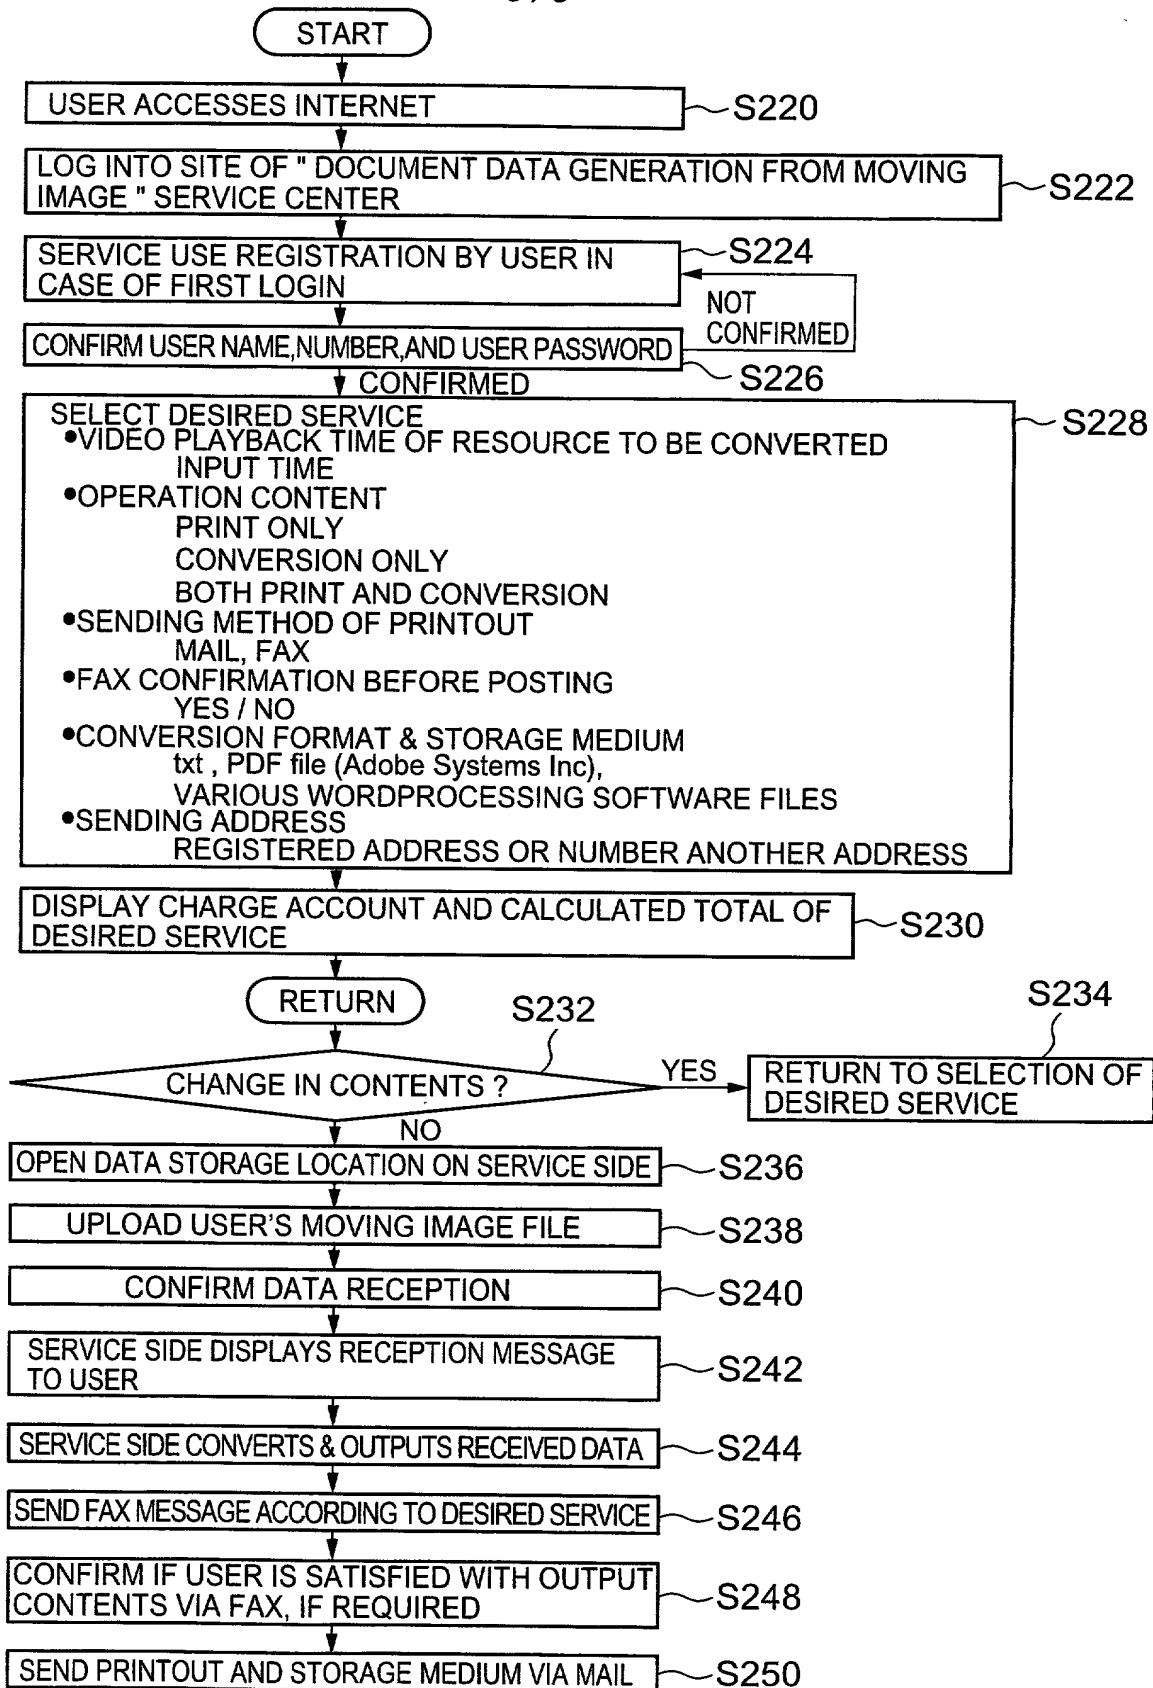 START
USER ACCESSES INTERNET
S220
LOG INTO SITE OF " DOCUMENT DATA GENERATION FROM MOVING
IMAGE " SERVICE CENTER
S222
SERVICE USE REGISTRATION BY USER IN
CASE OF FIRST LOGIN
S224
NOT
CONFIRMED
CONFIRM USER NAME,NUMBER,AND USER PASSWORD
S226
CONFIRMED
SELECT DESIRED SERVICE
S228
•VIDEO PLAYBACK TIME OF RESOURCE TO BE CONVERTED
INPUT TIME
•OPERATION CONTENT
PRINT ONLY
CONVERSION ONLY
BOTH PRINT AND CONVERSION
•SENDING METHOD OF PRINTOUT
MAIL, FAX
•FAX CONFIRMATION BEFORE POSTING
YES / NO
•CONVERSION FORMAT & STORAGE MEDIUM
txt , PDF file (Adobe Systems Inc),
VARIOUS WORDPROCESSING SOFTWARE FILES
•SENDING ADDRESS
REGISTERED ADDRESS OR NUMBER ANOTHER ADDRESS
DISPLAY CHARGE ACCOUNT AND CALCULATED TOTAL OF
DESIRED SERVICE
S230
RETURN
S232
S234
CHANGE IN CONTENTS ?
YES
RETURN TO SELECTION OF
DESIRED SERVICE
NO
OPEN DATA STORAGE LOCATION ON SERVICE SIDE
S236
UPLOAD USER'S MOVING IMAGE FILE
S238
CONFIRM DATA RECEPTION
S240
SERVICE SIDE DISPLAYS RECEPTION MESSAGE
TO USER
S242
SERVICE SIDE CONVERTS & OUTPUTS RECEIVED DATA
S244
SEND FAX MESSAGE ACCORDING TO DESIRED SERVICE
S246
CONFIRM IF USER IS SATISFIED WITH OUTPUT
CONTENTS VIA FAX, IF REQUIRED
S248
SEND PRINTOUT AND STORAGE MEDIUM VIA MAIL
S250